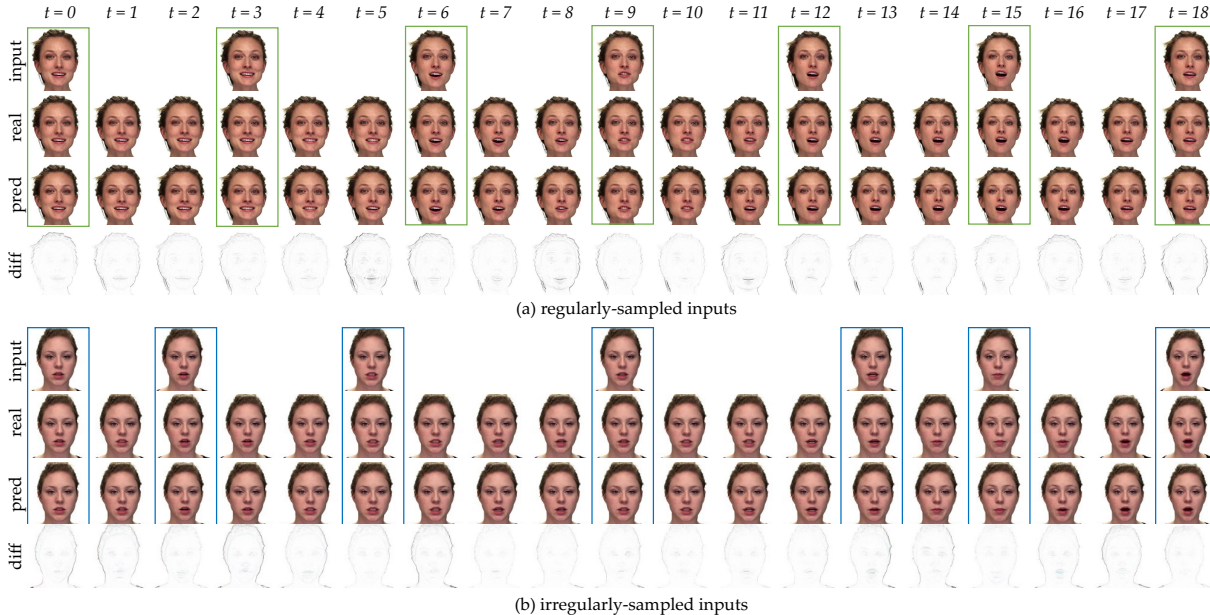 t = 0 t = 1 t = 2 t = 3 t = 4 t = 5 t = 6 t = 7 t = 8 t = 9 t = 10 t = 11 t = 12 t = 13 t = 14 t = 15 t = 16 t = 17 t = 18
input
real
pred
diff
(a) regularly-sampled inputs
input
real
pred
diff
(b) irregularly-sampled inputs